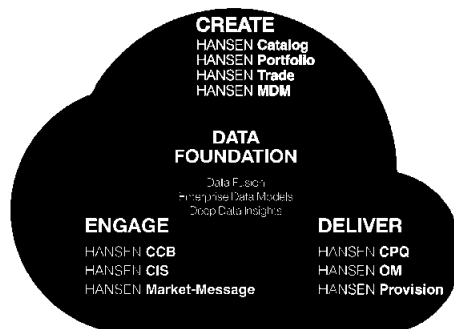 CREATE
HANSEN Catalog
HANSEN Portfolio
HANSEN Trade
HANSEN MDM
DATA
FOUNDATION
Data Fusion
Enterprise Data Models
Deep Data Insights
ENGAGE
HANSEN CCB
HANSEN CIS
HANSEN Market-Message
DELIVER
HANSEN CPQ
HANSEN OM
HANSEN Provision